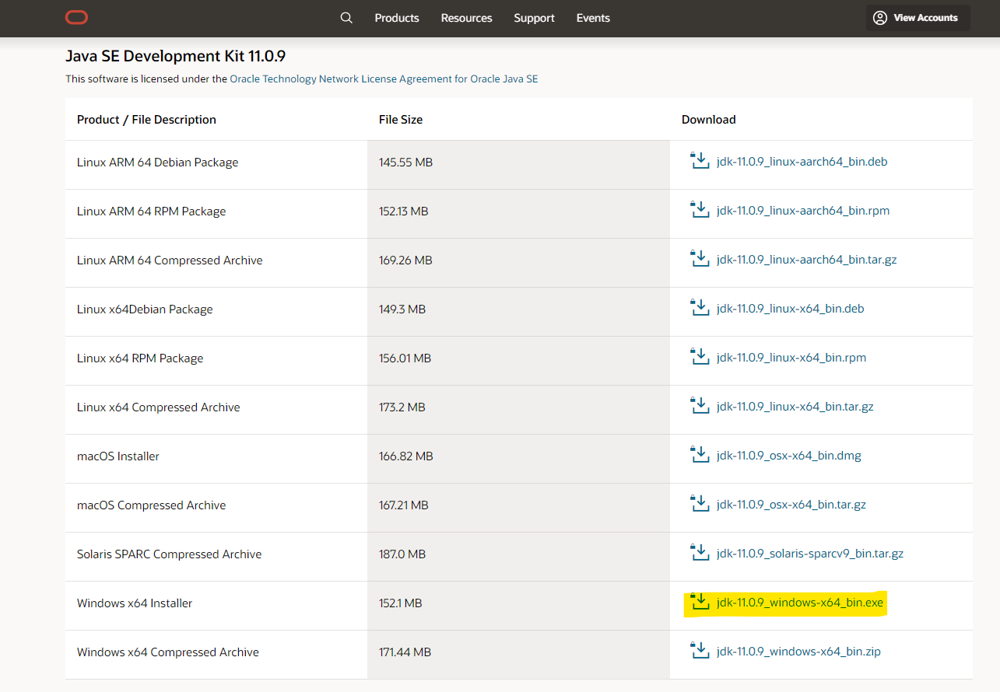 Products Resources Support Events View Accounts
Java SE Development Kit 11.0.9
This software is licensed under the Oracle Technology Network License Agreement for Oracle Java SE
Product / File Description File Size Download
Linux ARM 64 Debian Package 145.55 MB jdk-11.0.9_linux-aarch64_bin.deb
Linux ARM 64 RPM Package 152.13 MB jdk-11.0.9_linux-aarch64_bin.rpm
Linux ARM 64 Compressed Archive 169.26 MB jdk-11.0.9_linux-aarch64_bin.tar.gz
Linux x64Debian Package 149.3 MB jdk-11.0.9_linux-x64_bin.deb
Linux x64 RPM Package 156.01 MB jdk-11.0.9_linux-x64_bin.rpm
Linux x64 Compressed Archive 173.2 MB jdk-11.0.9_linux-x64_bin.tar.gz
macOS Installer 166.82 MB jdk-11.0.9_osx-x64_bin.dmg
macOS Compressed Archive 167.21 MB jdk-11.0.9_osx-x64_bin.tar.gz
Solaris SPARC Compressed Archive 187.0 MB jdk-11.0.9_solaris-sparcv9_bin.tar.gz
Windows x64 Installer 152.1 MB jdk-11.0.9_windows-x64_bin.exe
Windows x64 Compressed Archive 171.44 MB jdk-11.0.9_windows-x64_bin.zip